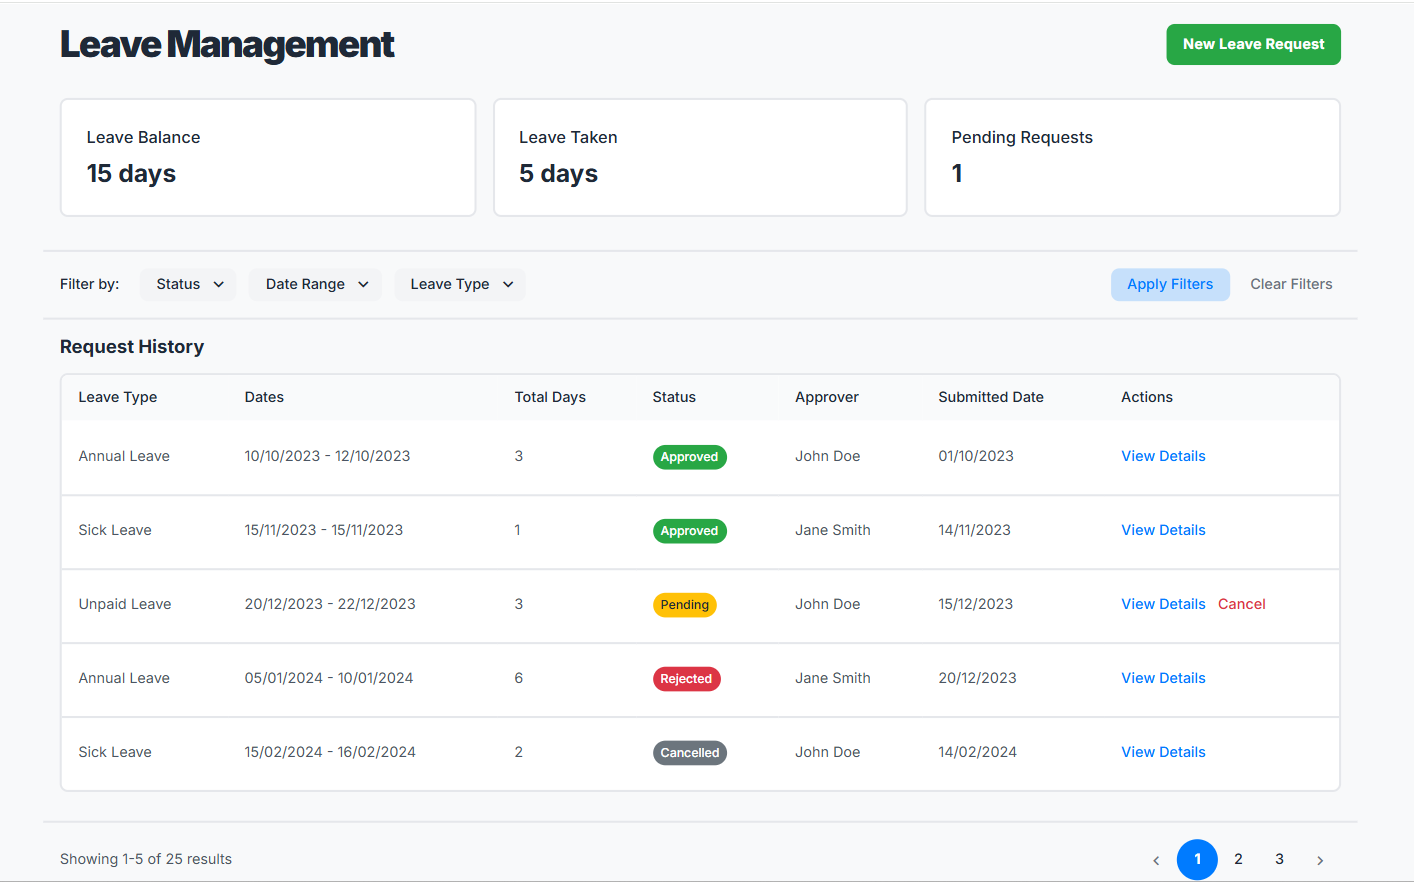 Leave Management
New Leave Request
Leave Balance
15 days
Leave Taken
5 days
Pending Requests
1
Filter by: Status Date Range Leave Type Apply Filters Clear Filters
Request History
Leave Type Dates Total Days Status Approver Submitted Date Actions
Annual Leave 10/10/2023 - 12/10/2023 3 Approved John Doe 01/10/2023 View Details
Sick Leave 15/11/2023 - 15/11/2023 1 Approved Jane Smith 14/11/2023 View Details
Unpaid Leave 20/12/2023 - 22/12/2023 3 Pending John Doe 15/12/2023 View Details Cancel
Annual Leave 05/01/2024 - 10/01/2024 6 Rejected Jane Smith 20/12/2023 View Details
Sick Leave 15/02/2024 - 16/02/2024 2 Cancelled John Doe 14/02/2024 View Details
Showing 1-5 of 25 results ‹ 1 2 3 ›